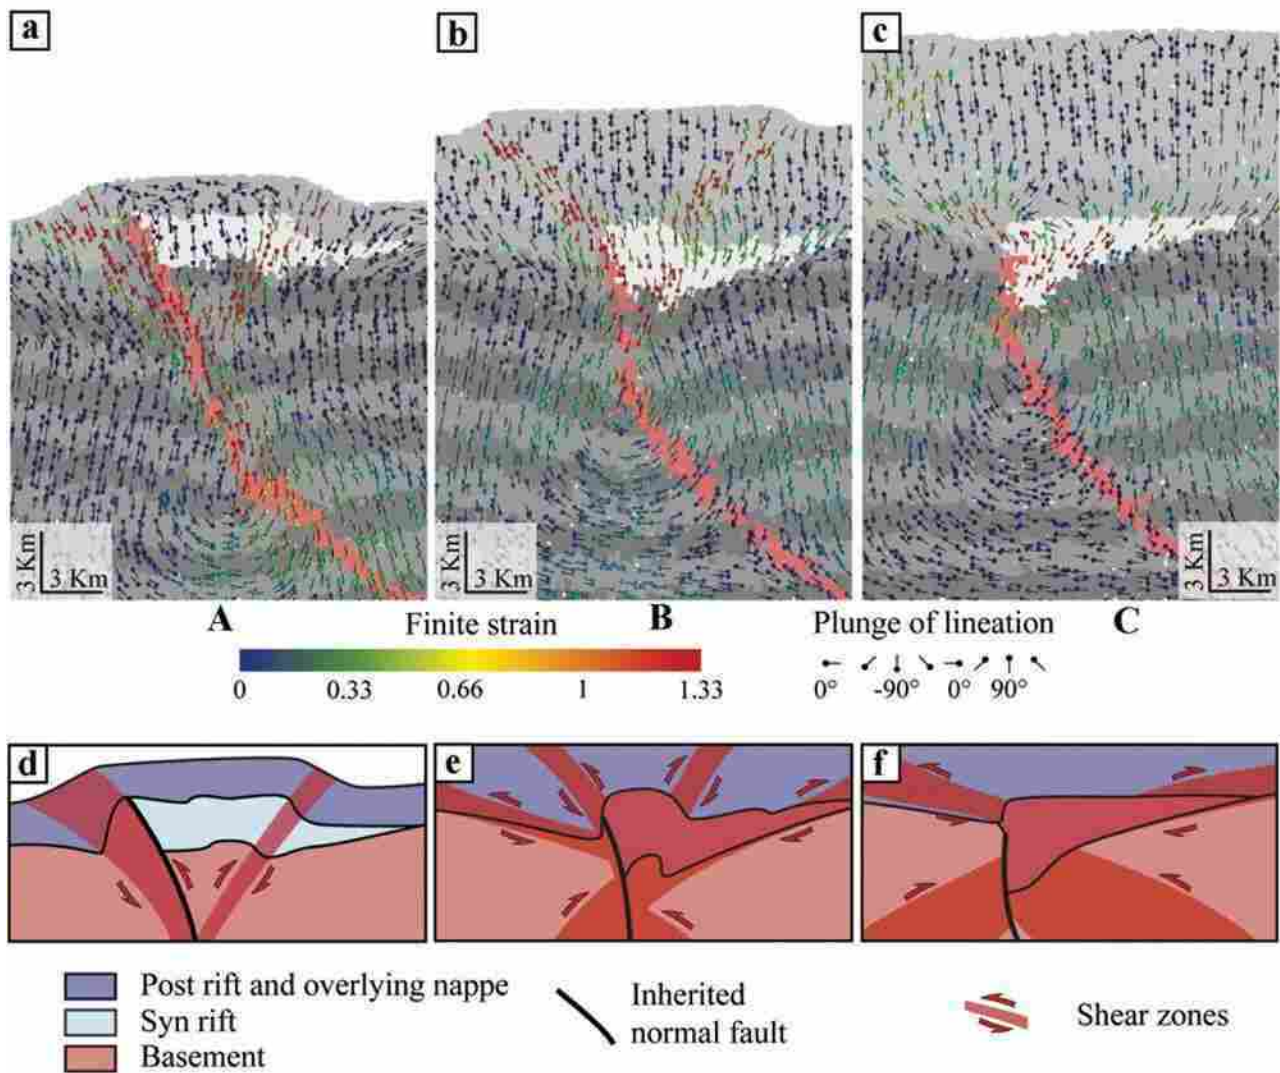 a
b
c
3 Km
3 Km
3 Km
3 Km
3 Km
3 Km
A
Finite strain
B
Plunge of lineation
C
0 0.33 0.66 1 1.33
0° -90° 0° 90°
d
e
f
Post rift and overlying nappe
Syn rift
Basement
Inherited
normal fault
Shear zones